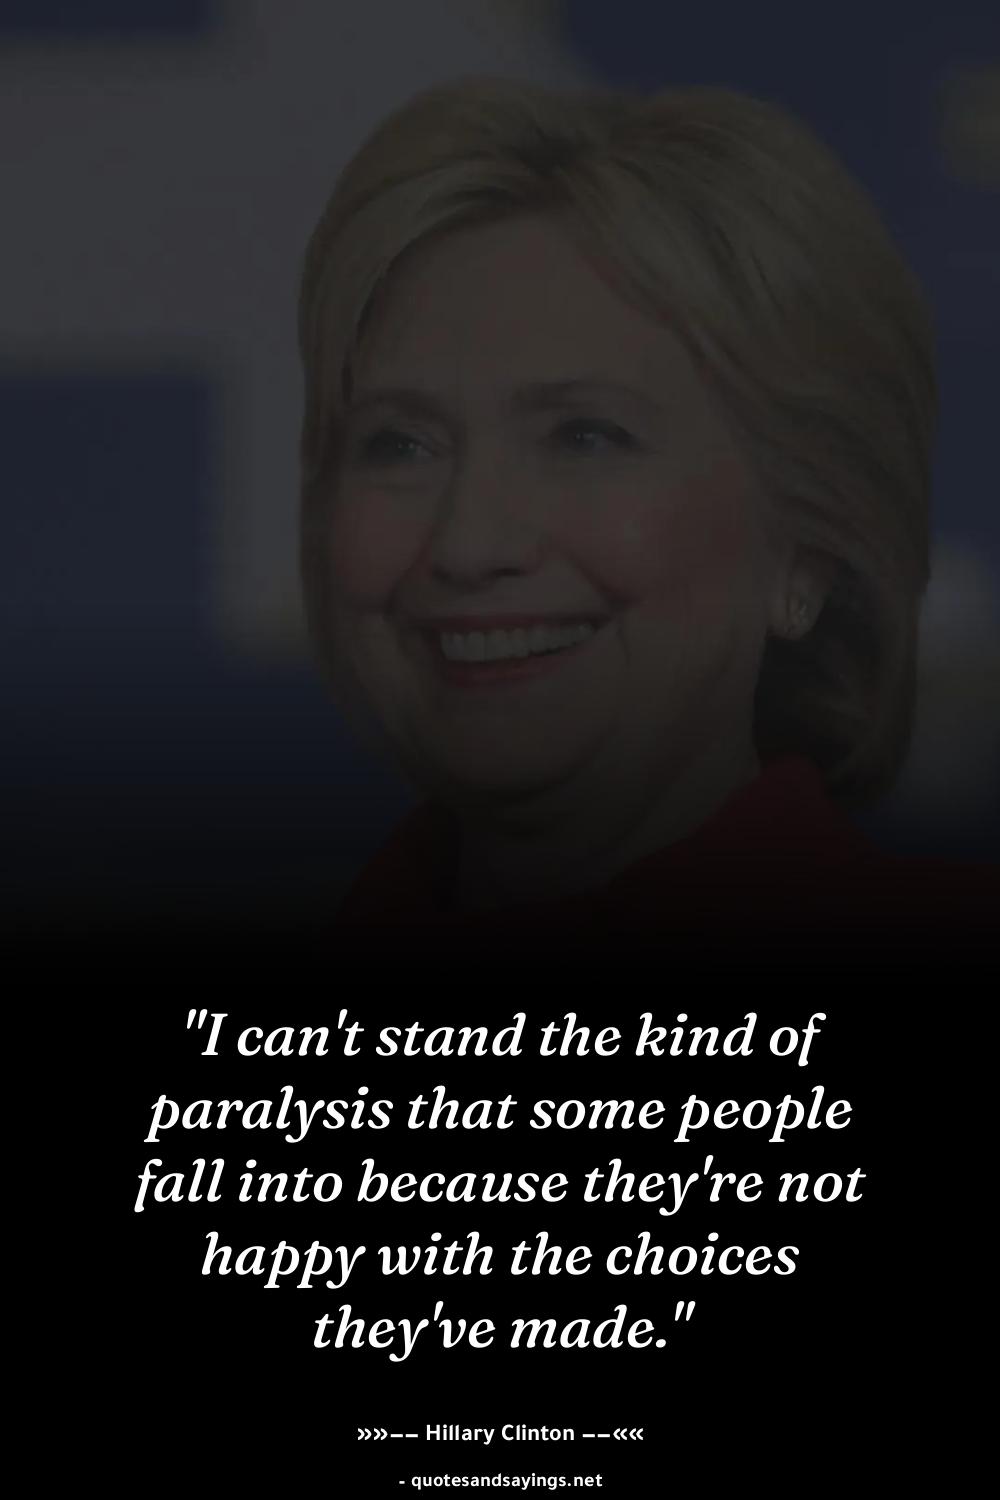 "I can't stand the kind of
paralysis that some people
fall into because they're not
happy with the choices
they've made."
»»–– Hillary Clinton ––««
- quotesandsayings.net